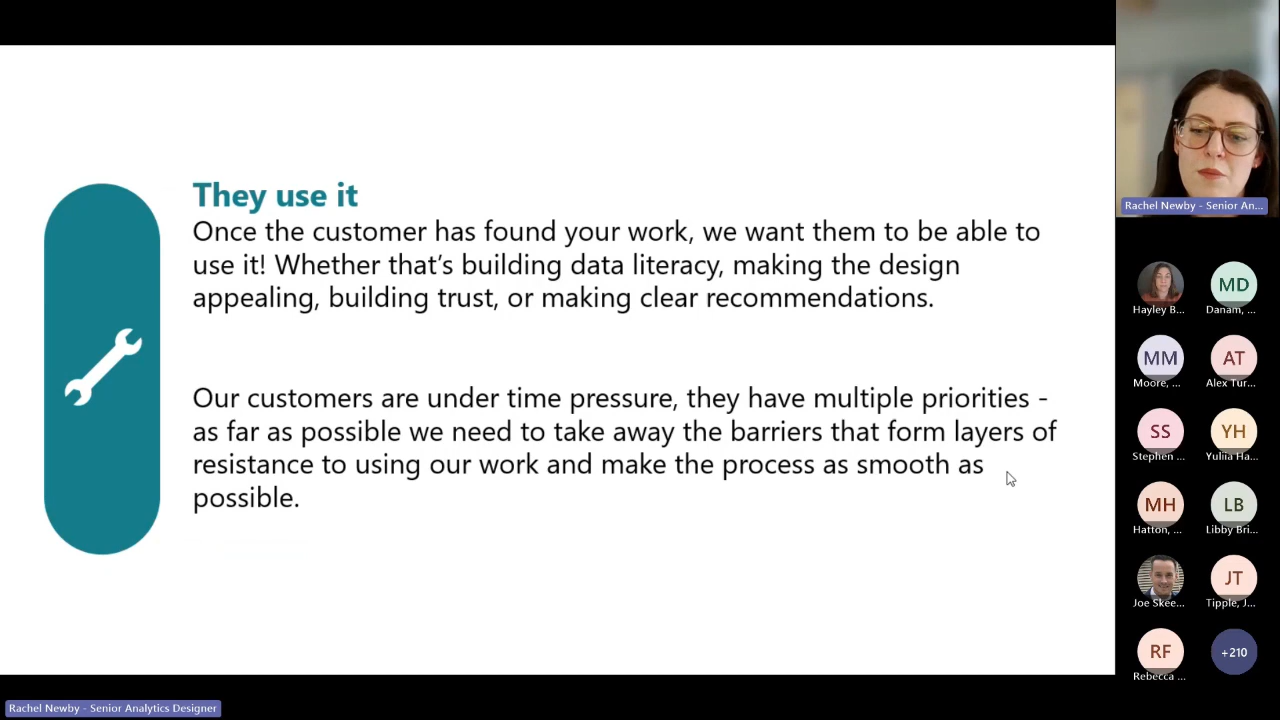 They use it
Once the customer has found your work, we want them to be able to
use it! Whether that’s building data literacy, making the design
appealing, building trust, or making clear recommendations.
Our customers are under time pressure, they have multiple priorities -
as far as possible we need to take away the barriers that form layers of
resistance to using our work and make the process as smooth as
possible.
Rachel Newby - Senior An...
Hayley B...
MD
Danam, ...
MM
Moore, ...
AT
Alex Tur...
SS
Stephen ...
YH
Yuliia Ha...
MH
Hatton, ...
LB
Libby Bri...
Joe Skee...
JT
Tipple, J...
RF
Rebecca ...
+210
Rachel Newby - Senior Analytics Designer